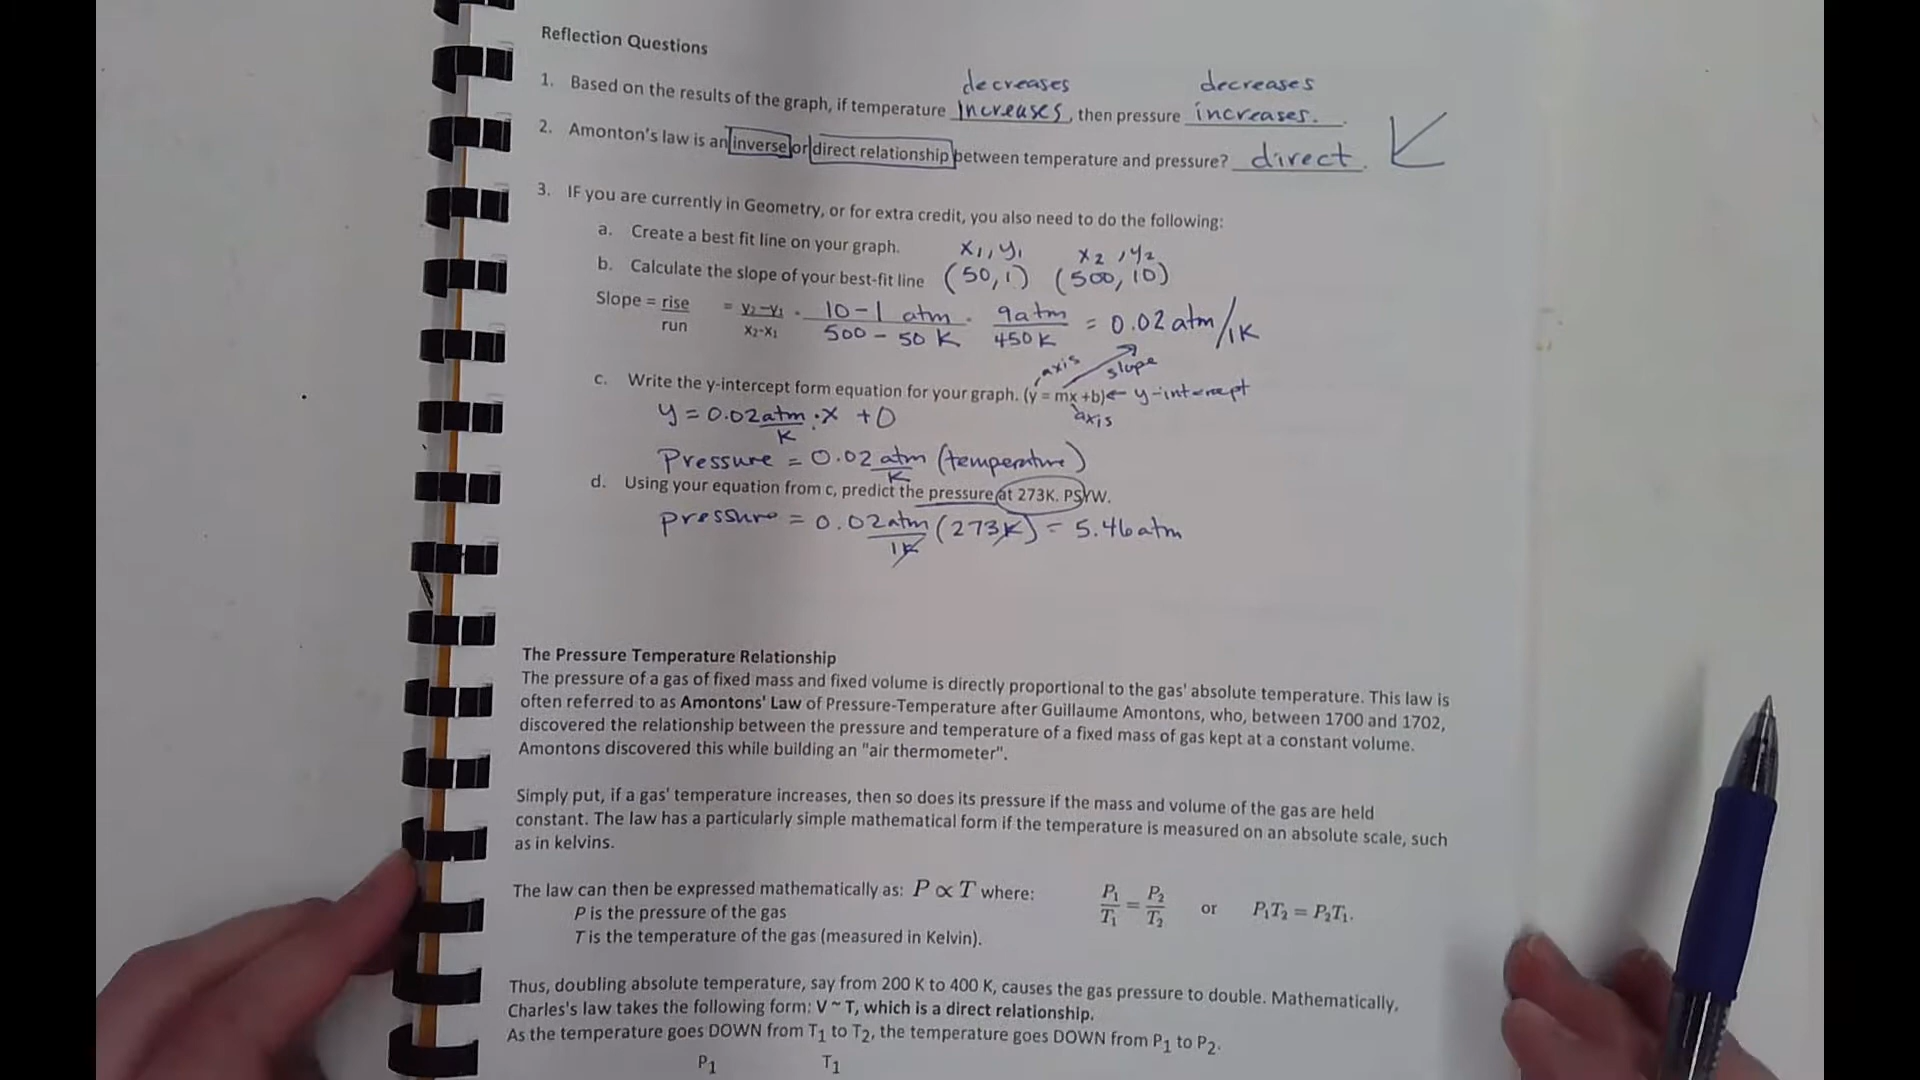 Reflection Questions
decreases decreases
1. Based on the results of the graph, if temperature increases, then pressure increases.
2. Amonton's law is an inverse or direct relationship between temperature and pressure? direct.
3. IF you are currently in Geometry, or for extra credit, you also need to do the following:
a. Create a best fit line on your graph. x₁, y₁ x₂, y₂
b. Calculate the slope of your best-fit line (50,1) (500, 10)
Slope = rise/run = y₂-y₁/x₂-x₁ = 10-1 atm/500-50 K = 9atm/450K = 0.02 atm/1K
axis slope
c. Write the y-intercept form equation for your graph. (y = mx +b) ← y-intercept
axis
y = 0.02 atm/K · x + 0
Pressure = 0.02 atm/K (temperature)
d. Using your equation from c, predict the pressure at 273K. PSYW.
pressure = 0.02 atm/1K (273K) = 5.46 atm
The Pressure Temperature Relationship
The pressure of a gas of fixed mass and fixed volume is directly proportional to the gas' absolute temperature. This law is
often referred to as Amontons' Law of Pressure-Temperature after Guillaume Amontons, who, between 1700 and 1702,
discovered the relationship between the pressure and temperature of a fixed mass of gas kept at a constant volume.
Amontons discovered this while building an "air thermometer".
Simply put, if a gas' temperature increases, then so does its pressure if the mass and volume of the gas are held
constant. The law has a particularly simple mathematical form if the temperature is measured on an absolute scale, such
as in kelvins.
The law can then be expressed mathematically as: P ∝ T where: P₁/T₁ = P₂/T₂ or P₁T₂ = P₂T₁.
P is the pressure of the gas
T is the temperature of the gas (measured in Kelvin).
Thus, doubling absolute temperature, say from 200 K to 400 K, causes the gas pressure to double. Mathematically,
Charles's law takes the following form: V ~ T, which is a direct relationship.
As the temperature goes DOWN from T₁ to T₂, the temperature goes DOWN from P₁ to P₂.
P₁ T₁